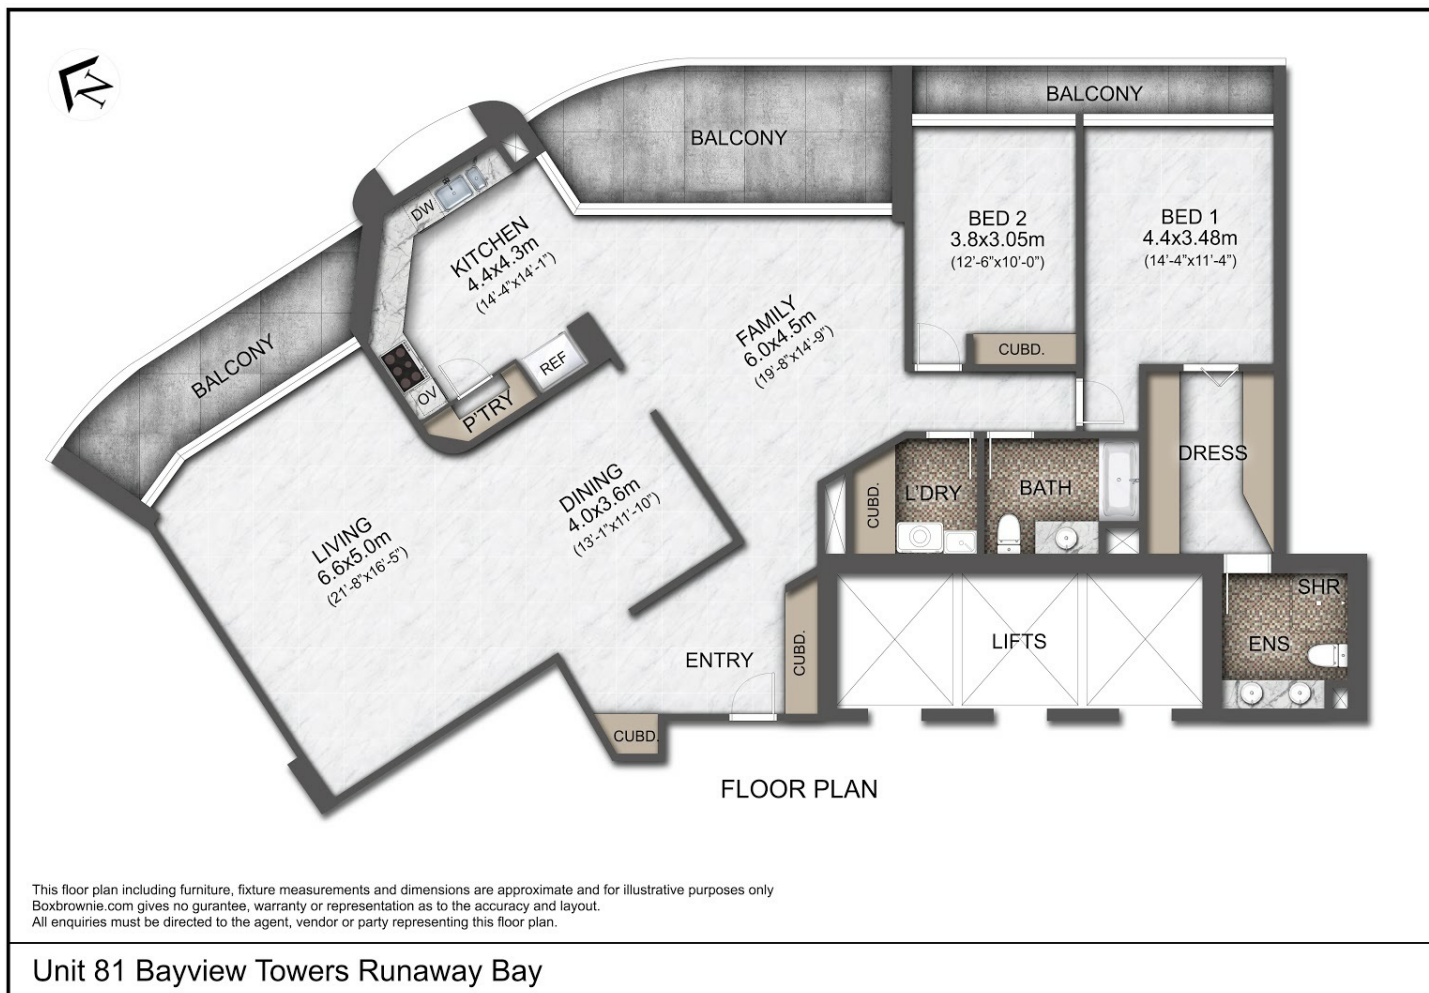 N
BALCONY
BALCONY
BED 2
3.8x3.05m
(12'-6"x10'-0")
BED 1
4.4x3.48m
(14'-4"x11'-4")
DW
KITCHEN
4.4x4.3m
(14'-4"x14'-1")
BALCONY
FAMILY
6.0x4.5m
(19'-8"x14'-9")
CUBD.
REF
OV
P'TRY
DRESS
DINING
4.0x3.6m
(13'-1"x11'-10")
CUBD.
L'DRY
BATH
LIVING
6.6x5.0m
(21'-8"x16'-5")
SHR
ENS
LIFTS
ENTRY
CUBD.
CUBD.
FLOOR PLAN
This floor plan including furniture, fixture measurements and dimensions are approximate and for illustrative purposes only
Boxbrownie.com gives no gurantee, warranty or representation as to the accuracy and layout.
All enquiries must be directed to the agent, vendor or party representing this floor plan.
Unit 81 Bayview Towers Runaway Bay